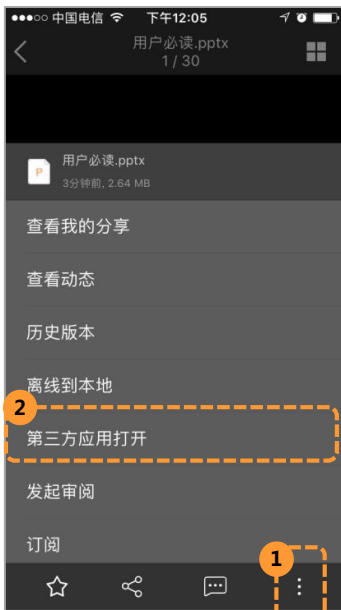 中国电信 下午12:05
用户必读.pptx
1 / 30
P
用户必读.pptx
3分钟前, 2.64 MB
查看我的分享
查看动态
历史版本
离线到本地
2
第三方应用打开
发起审阅
订阅
1